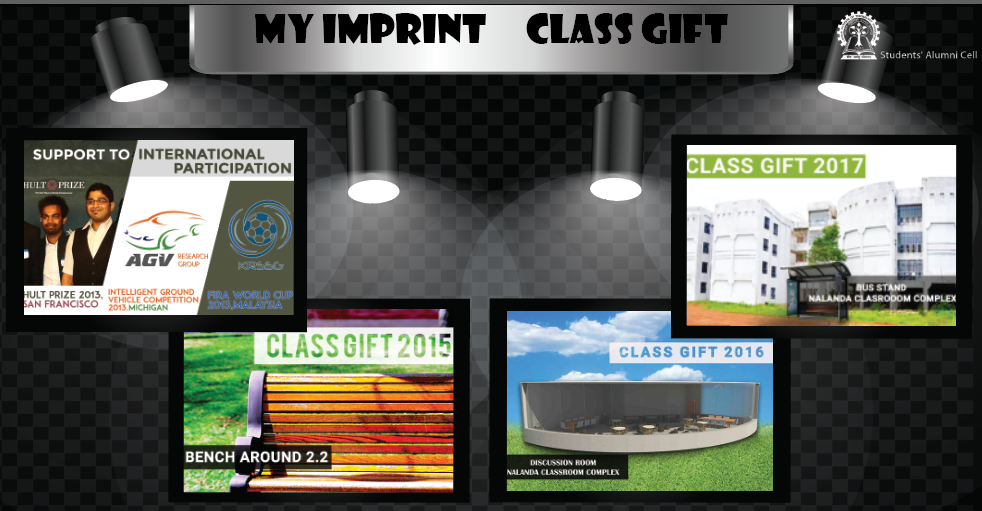 MY IMPRINT CLASS GIFT
Students' Alumni Cell
SUPPORT TO INTERNATIONAL
PARTICIPATION
HULT PRIZE
AGV RESEARCH
GROUP
KRSSG
HULT PRIZE 2013,
SAN FRANCISCO
INTELLIGENT GROUND
VEHICLE COMPETITION
2013, MICHIGAN
FIRA WORLD CUP
2013, MALAYSIA
CLASS GIFT 2015
BENCH AROUND 2.2
CLASS GIFT 2016
DISCUSSION ROOM
NALANDA CLASSROOM COMPLEX
CLASS GIFT 2017
BUS STAND
NALANDA CLASROOOM COMPLEX